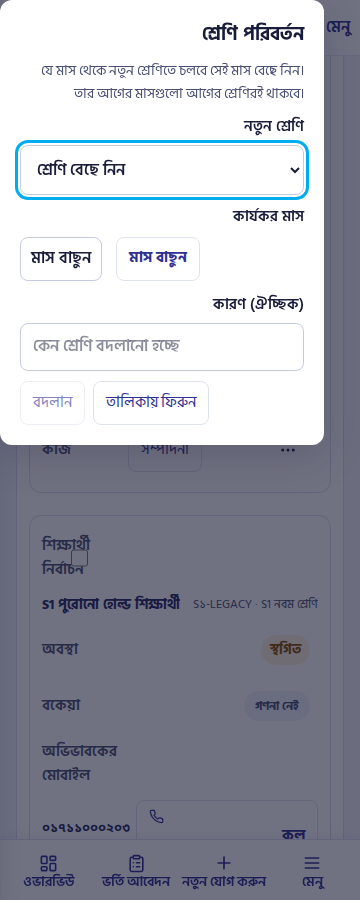 শ্রেণি পরিবর্তন
মেনু
যে মাস থেকে নতুন শ্রেণিতে চলবে সেই মাস বেছে নিন।
তার আগের মাসগুলো আগের শ্রেণিরই থাকবে।
নতুন শ্রেণি
শ্রেণি বেছে নিন
কার্যকর মাস
মাস বাছুন
মাস বাছুন
কারণ (ঐচ্ছিক)
কেন শ্রেণি বদলানো হচ্ছে
বদলান
তালিকায় ফিরুন
কাজ
সম্পাদনা
শিক্ষার্থী
নির্বাচন
S1 পুরোনো হোল্ড শিক্ষার্থী
S১-LEGACY · S1 নবম শ্রেণি
অবস্থা
স্থগিত
বকেয়া
গণনা নেই
অভিভাবকের
মোবাইল
০১৭১১০০০২০৩
কল
ওভারভিউ
ভর্তি আবেদন
নতুন যোগ করুন
মেনু